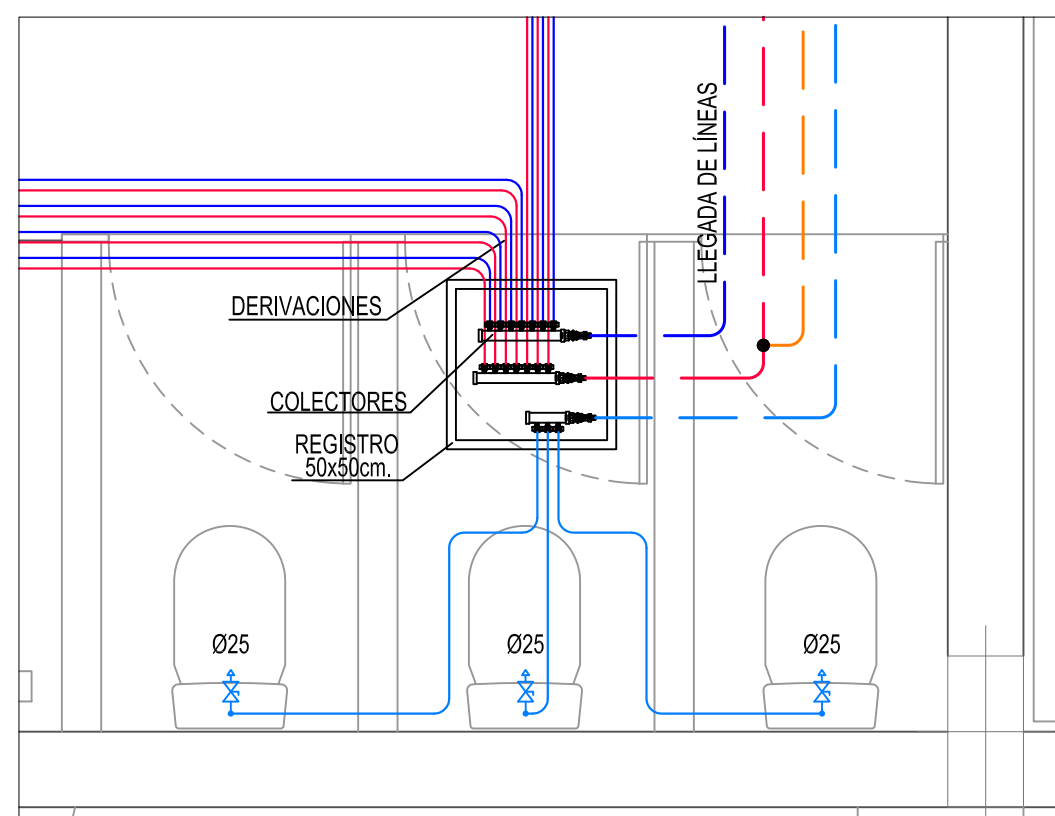 LLEGADA DE LÍNEAS
DERIVACIONES
COLECTORES
REGISTRO
50x50cm.
Ø25
Ø25
Ø25